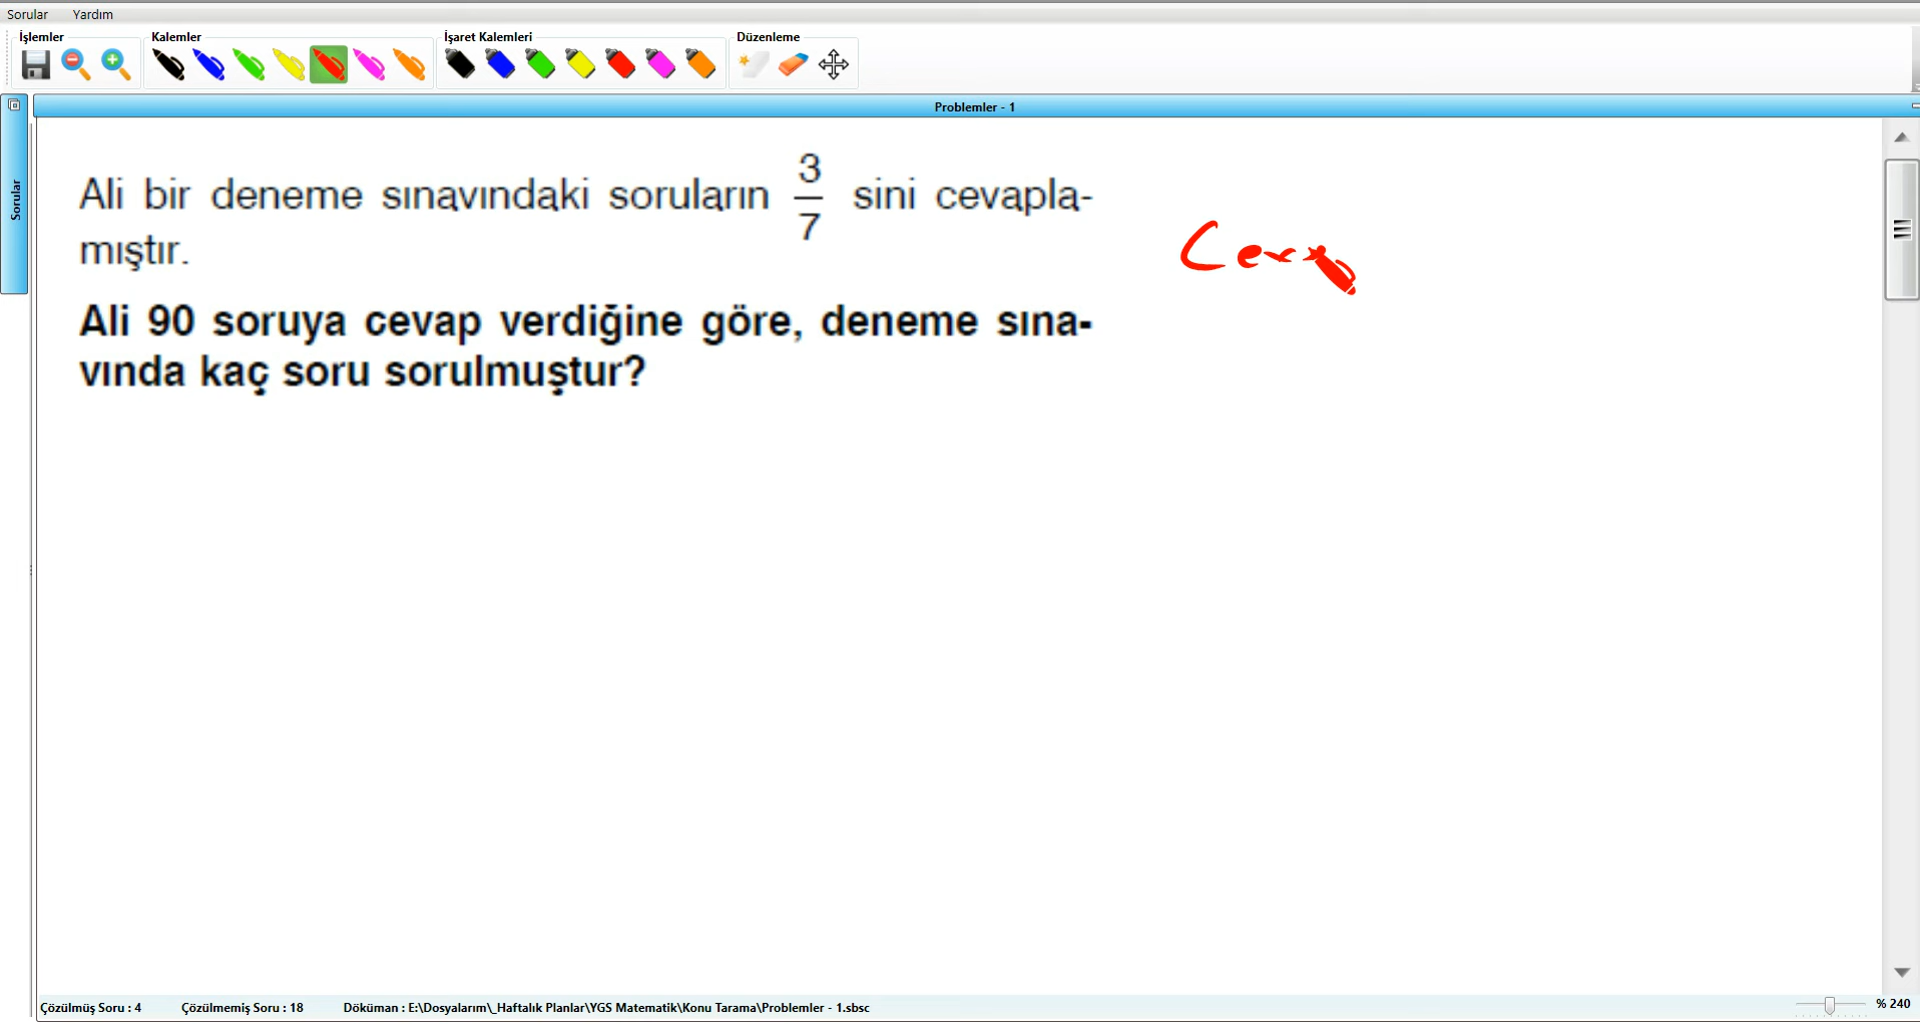 Sorular Yardım
İşlemler Kalemler İşaret Kalemleri Düzenleme
Problemler - 1
Sorular
Ali bir deneme sınavındaki soruların 3/7 sini cevapla-
mıştır.
Ali 90 soruya cevap verdiğine göre, deneme sına-
vında kaç soru sorulmuştur?
Çözülmüş Soru : 4 Çözülmemiş Soru : 18 Döküman : E:\Dosyalarım\_Haftalık Planlar\YGS Matematik\Konu Tarama\Problemler - 1.sbsc % 240